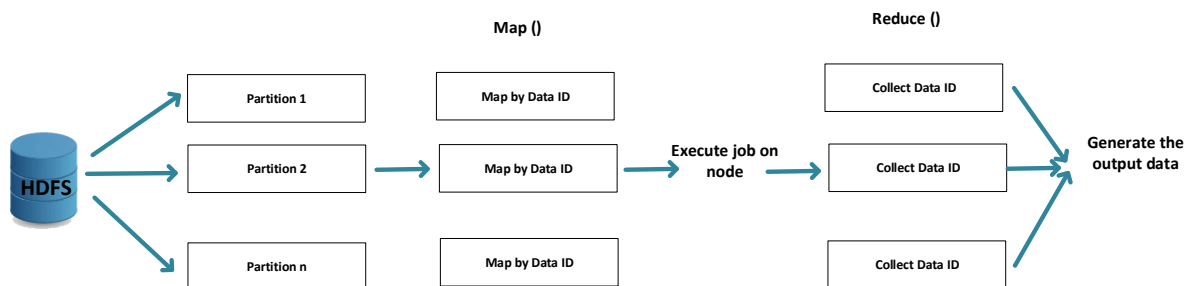 Map ()
Reduce ()
Partition 1
Map by Data ID
Collect Data ID
HDFS
Partition 2
Map by Data ID
Execute job on
node
Collect Data ID
Generate the
output data
Partition n
Map by Data ID
Collect Data ID